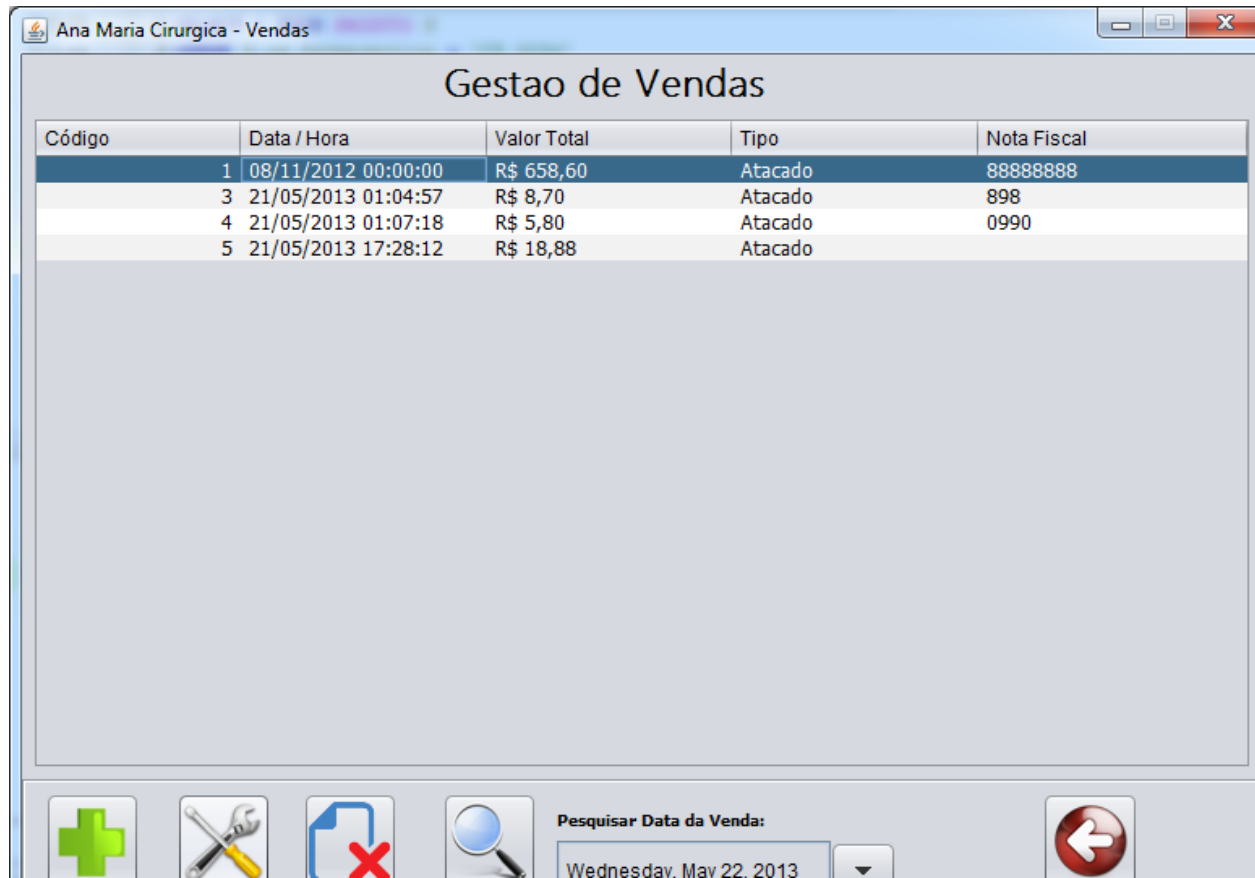 Ana Maria Cirurgica - Vendas
Gestao de Vendas
Código Data / Hora Valor Total Tipo Nota Fiscal
1 08/11/2012 00:00:00 R$ 658,60 Atacado 88888888
3 21/05/2013 01:04:57 R$ 8,70 Atacado 898
4 21/05/2013 01:07:18 R$ 5,80 Atacado 0990
5 21/05/2013 17:28:12 R$ 18,88 Atacado
Pesquisar Data da Venda:
Wednesday, May 22, 2013